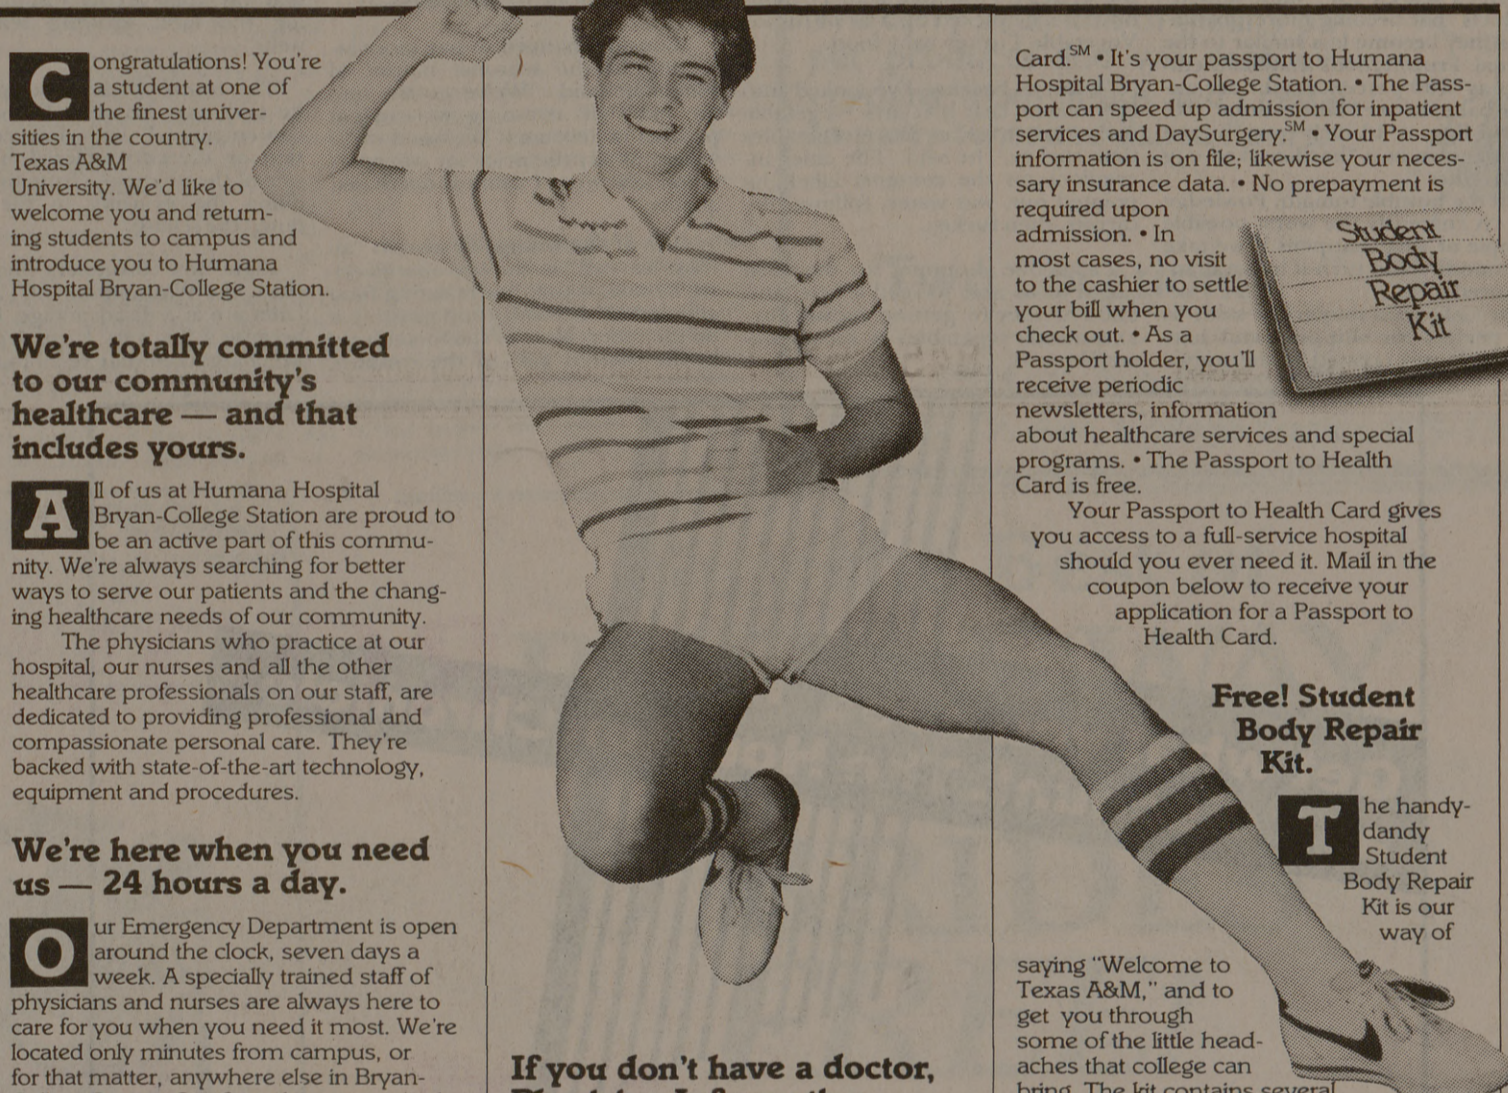 Congratulations! You're
a student at one of
the finest univer-
sities in the country.
Texas A&M
University. We'd like to
welcome you and return-
ing students to campus and
introduce you to Humana
Hospital Bryan-College Station.
We're totally committed
to our community's
healthcare — and that
includes yours.
All of us at Humana Hospital
Bryan-College Station are proud to
be an active part of this commu-
nity. We're always searching for better
ways to serve our patients and the chang-
ing healthcare needs of our community.
The physicians who practice at our
hospital, our nurses and all the other
healthcare professionals on our staff, are
dedicated to providing professional and
compassionate personal care. They're
backed with state-of-the-art technology,
equipment and procedures.
We're here when you need
us — 24 hours a day.
Our Emergency Department is open
around the clock, seven days a
week. A specially trained staff of
physicians and nurses are always here to
care for you when you need it most. We're
located only minutes from campus, or
for that matter, anywhere else in Bryan-
If you don't have a doctor,
Card.SM • It's your passport to Humana
Hospital Bryan-College Station. • The Pass-
port can speed up admission for inpatient
services and DaySurgery.SM • Your Passport
information is on file; likewise your neces-
sary insurance data. • No prepayment is
required upon
admission. • In
most cases, no visit
to the cashier to settle
your bill when you
check out. • As a
Passport holder, you'll
receive periodic
newsletters, information
about healthcare services and special
programs. • The Passport to Health
Card is free.
Your Passport to Health Card gives
you access to a full-service hospital
should you ever need it. Mail in the
coupon below to receive your
application for a Passport to
Health Card.
Student
Body
Repair
Kit
Free! Student
Body Repair
Kit.
The handy-
dandy
Student
Body Repair
Kit is our
way of
saying "Welcome to
Texas A&M," and to
get you through
some of the little head-
aches that college can
bring. The kit contains several